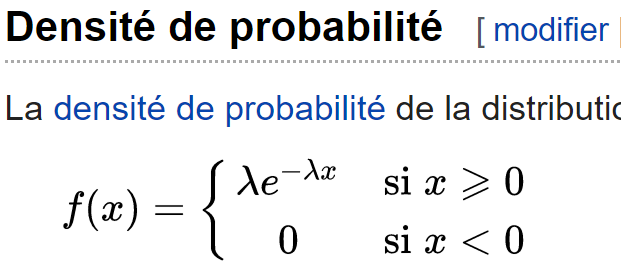 Densité de probabilité [ modifier
La densité de probabilité de la distributio
f(x) = { λe^{−λx} si x ⩾ 0
0 si x < 0